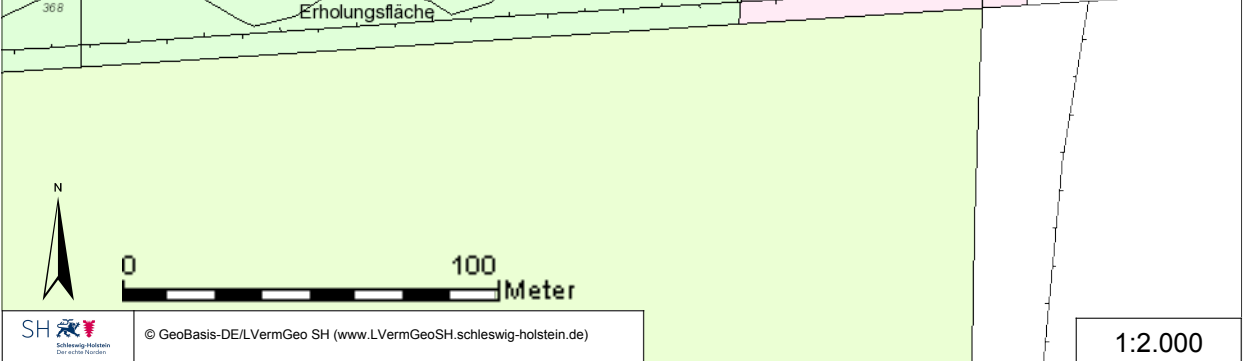 368
Erholungsfläche
N
0 100
Meter
SH
Schleswig-Holstein
Der echte Norden
© GeoBasis-DE/LVermGeo SH (www.LVermGeoSH.schleswig-holstein.de)
1:2.000